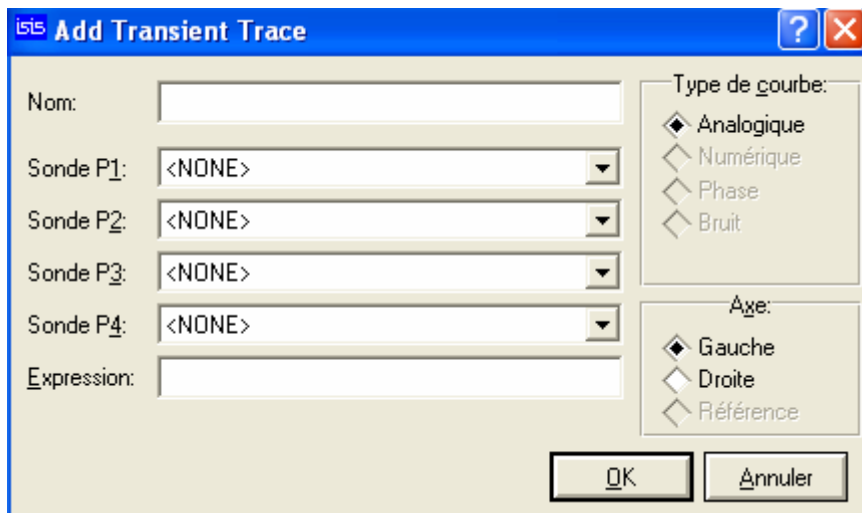 isis Add Transient Trace
Nom:
Sonde P1: <NONE>
Sonde P2: <NONE>
Sonde P3: <NONE>
Sonde P4: <NONE>
Expression:
Type de courbe:
Analogique
Numérique
Phase
Bruit
Axe:
Gauche
Droite
Référence
OK Annuler